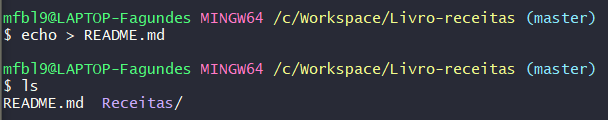 mfbl9@LAPTOP-Fagundes MINGW64 /c/Workspace/Livro-receitas (master)
$ echo > README.md
mfbl9@LAPTOP-Fagundes MINGW64 /c/Workspace/Livro-receitas (master)
$ ls
README.md  Receitas/